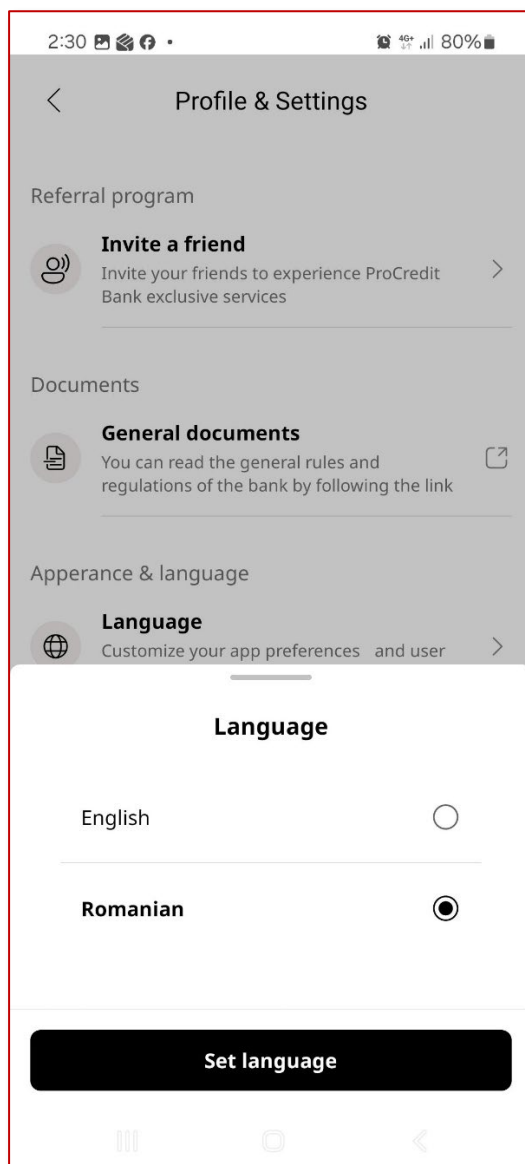 2:30
4G+ 80%
Profile & Settings
Referral program
Invite a friend
Invite your friends to experience ProCredit
Bank exclusive services
Documents
General documents
You can read the general rules and
regulations of the bank by following the link
Apperance & language
Language
Customize your app preferences and user
Language
English
Romanian
Set language